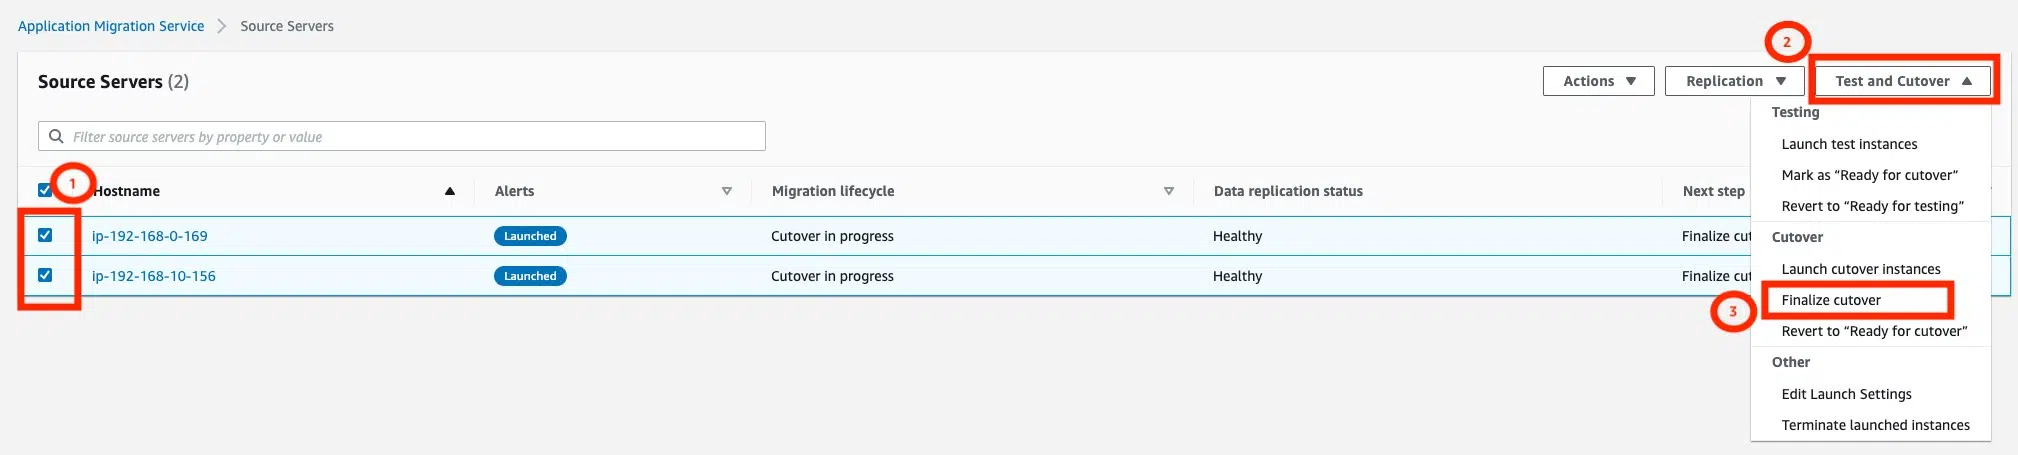 Application Migration Service > Source Servers
2
Source Servers (2)
Actions
Replication
Test and Cutover
Filter source servers by property or value
1
Hostname
Alerts
Migration lifecycle
Data replication status
Next step
ip-192-168-0-169
Launched
Cutover in progress
Healthy
Finalize cut
ip-192-168-10-156
Launched
Cutover in progress
Healthy
Finalize cut
Testing
Launch test instances
Mark as “Ready for cutover”
Revert to “Ready for testing”
Cutover
Launch cutover instances
3
Finalize cutover
Revert to “Ready for cutover”
Other
Edit Launch Settings
Terminate launched instances